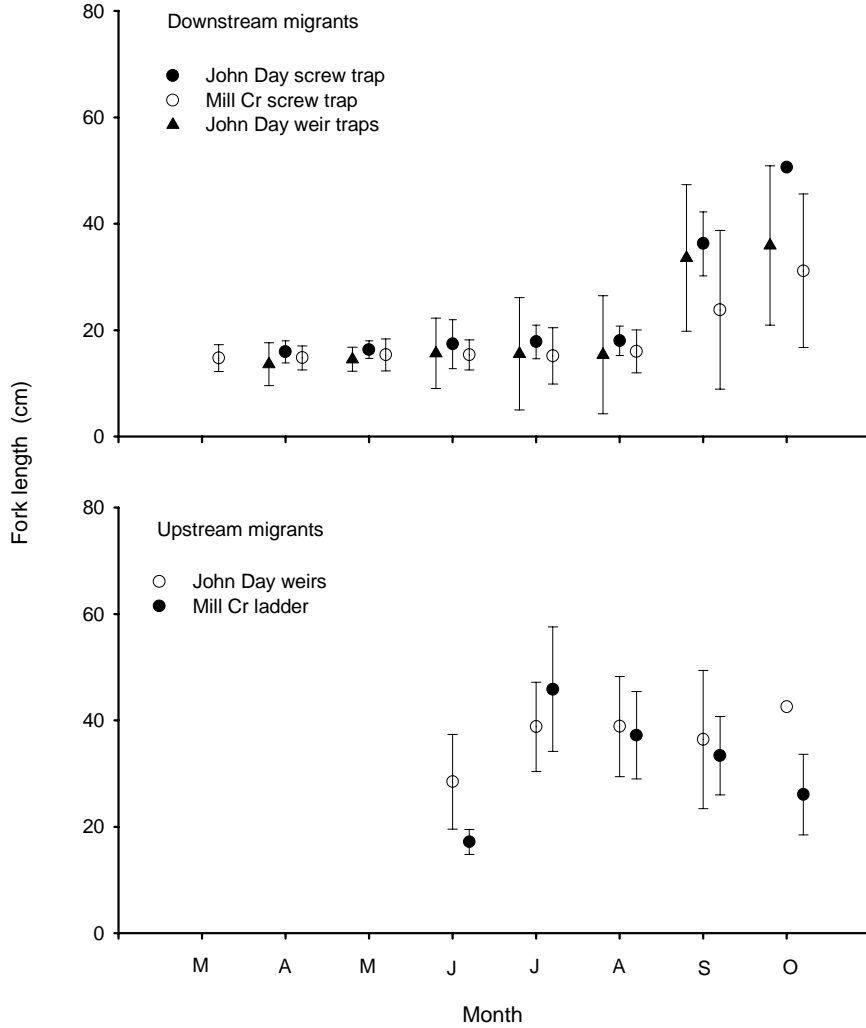 Downstream migrants
John Day screw trap
Mill Cr screw trap
John Day weir traps
80
60
40
20
0
Fork length (cm)
Upstream migrants
John Day weirs
Mill Cr ladder
80
60
40
20
0
M A M J J A S O
Month